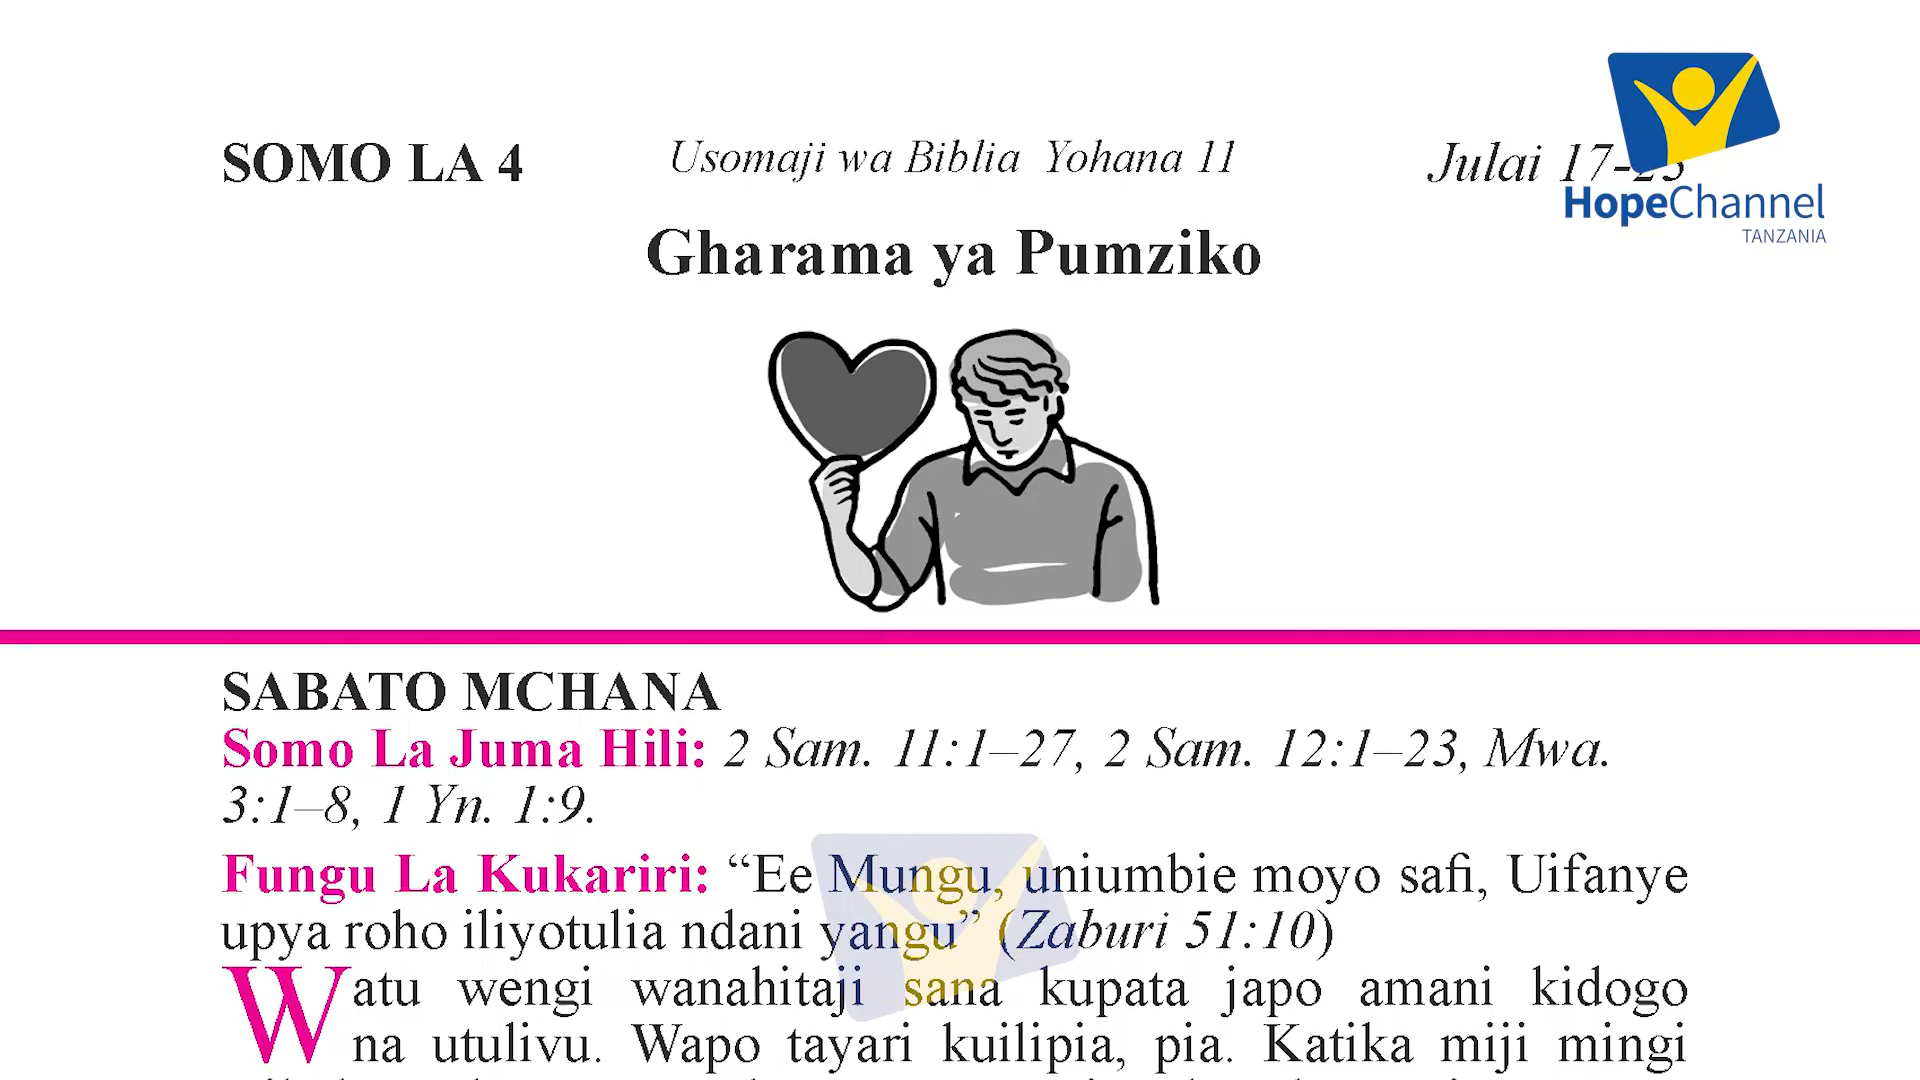 SOMO LA 4
Usomaji wa Biblia Yohana 11
Julai 17-23
HopeChannel
TANZANIA
Gharama ya Pumziko
SABATO MCHANA
Somo La Juma Hili: 2 Sam. 11:1–27, 2 Sam. 12:1–23, Mwa.
3:1–8, 1 Yn. 1:9.
Fungu La Kukariri: “Ee Mungu, uniumbie moyo safi, Uifanye
upya roho iliyotulia ndani yangu” (Zaburi 51:10)
Watu wengi wanahitaji sana kupata japo amani kidogo
na utulivu. Wapo tayari kuilipia, pia. Katika miji mingi